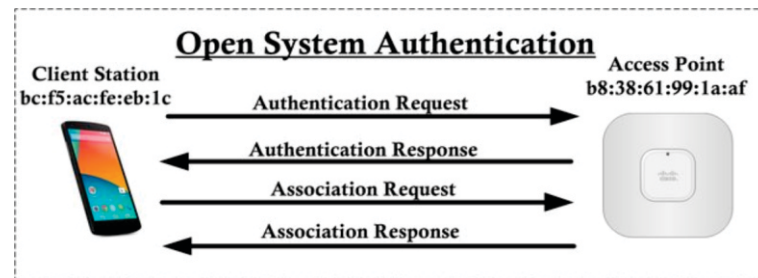 Open System Authentication
Client Station
bc:f5:ac:fe:eb:1c
Access Point
b8:38:61:99:1a:af
Authentication Request
Authentication Response
Association Request
Association Response